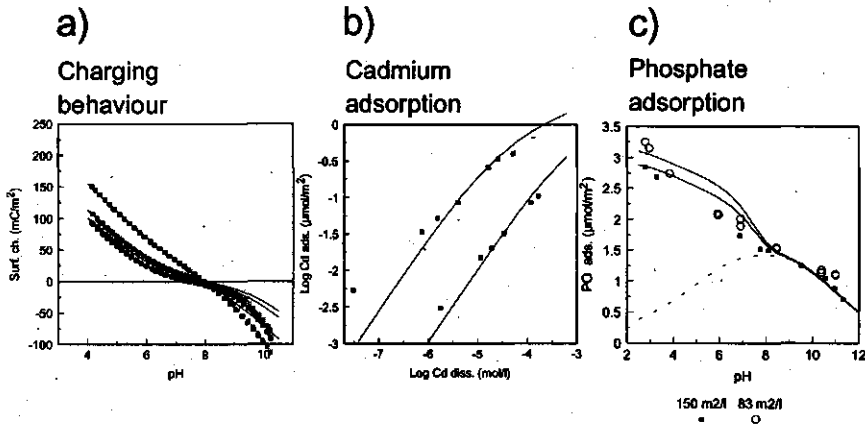 a)
Charging
behaviour
Surf. ch. (mC/m²)
250
200
150
100
50
0
-50
-100
4 6 8 10
pH
b)
Cadmium
adsorption
Log Cd ads. (µmol/m²)
0
-0.5
-1
-1.5
-2
-2.5
-3
-7 -6 -5 -4
Log Cd diss. (mol/l)
c)
Phosphate
adsorption
PO ads. (µmol/m²)
3.5
3
2.5
2
1.5
1
0.5
0
2 4 6 8 10 12
pH
150 m2/l 83 m2/l